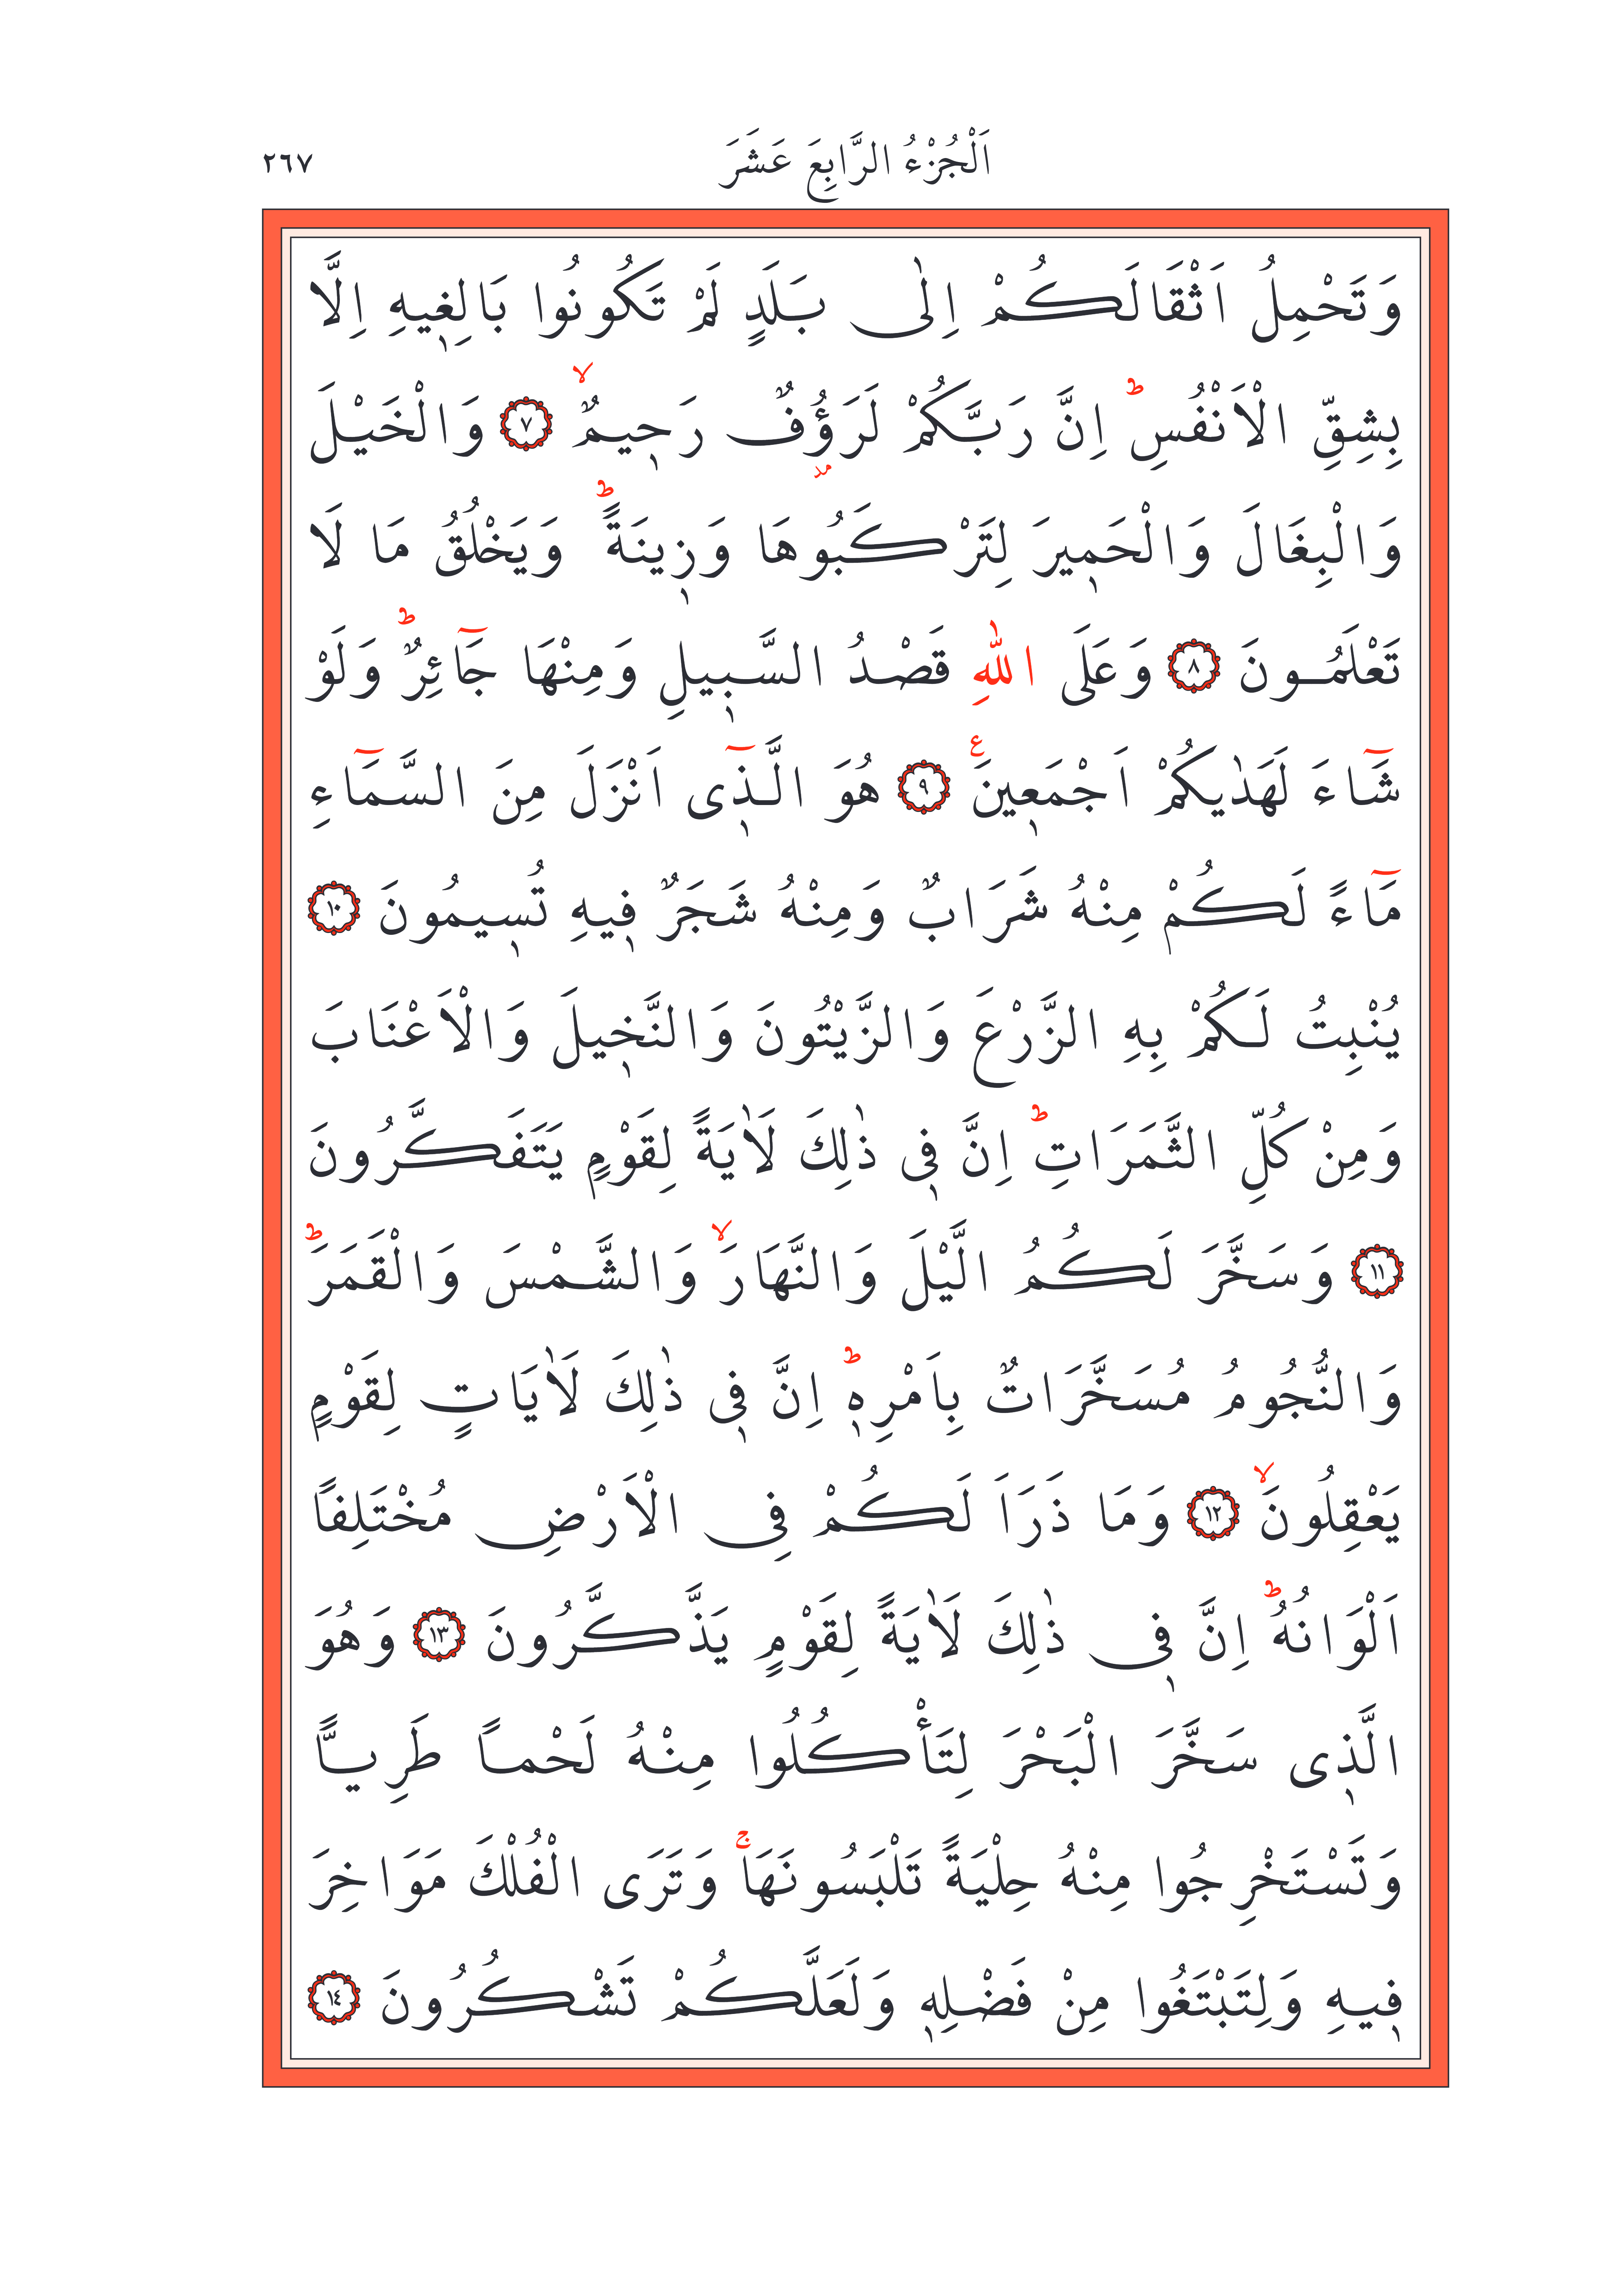 اَلْجُزْءُ الرَّابِعَ عَشَرَ ٢٦٧
وَتَحْمِلُ اَثْقَالَكُمْ اِلٰى بَلَدٍ لَمْ تَكُونُوا بَالِغ۪يهِ اِلَّا
بِشِقِّ الْاَنْفُسِۜ اِنَّ رَبَّكُمْ لَرَؤُ۫فٌ رَح۪يمٌۙ ﴿٧﴾ وَالْخَيْلَ
وَالْبِغَالَ وَالْحَم۪يرَ لِتَرْكَبُوهَا وَز۪ينَةًۜ وَيَخْلُقُ مَا لَا
تَعْلَمُونَ ﴿٨﴾ وَعَلَى اللّٰهِ قَصْدُ السَّب۪يلِ وَمِنْهَا جَٓائِرٌۜ وَلَوْ
شَٓاءَ لَهَدٰيكُمْ اَجْمَع۪ينَ۟ ﴿٩﴾ هُوَ الَّذ۪ٓى اَنْزَلَ مِنَ السَّمَٓاءِ
مَٓاءً لَكُمْ مِنْهُ شَرَابٌ وَمِنْهُ شَجَرٌ ف۪يهِ تُس۪يمُونَ ﴿١٠﴾
يُنْبِتُ لَكُمْ بِهِ الزَّرْعَ وَالزَّيْتُونَ وَالنَّخ۪يلَ وَالْاَعْنَابَ
وَمِنْ كُلِّ الثَّمَرَاتِۜ اِنَّ ف۪ى ذٰلِكَ لَاٰيَةً لِقَوْمٍ يَتَفَكَّرُونَ
﴿١١﴾ وَسَخَّرَ لَكُمُ الَّيْلَ وَالنَّهَارَۙ وَالشَّمْسَ وَالْقَمَرَۜ
وَالنُّجُومُ مُسَخَّرَاتٌ بِاَمْرِه۪ۜ اِنَّ ف۪ى ذٰلِكَ لَاٰيَاتٍ لِقَوْمٍ
يَعْقِلُونَۙ ﴿١٢﴾ وَمَا ذَرَاَ لَكُمْ فِى الْاَرْضِ مُخْتَلِفًا
اَلْوَانُهُۜ اِنَّ ف۪ى ذٰلِكَ لَاٰيَةً لِقَوْمٍ يَذَّكَّرُونَ ﴿١٣﴾ وَهُوَ
الَّذ۪ى سَخَّرَ الْبَحْرَ لِتَأْكُلُوا مِنْهُ لَحْماً طَرِياًّ
وَتَسْتَخْرِجُوا مِنْهُ حِلْيَةً تَلْبَسُونَهَاۚ وَتَرَى الْفُلْكَ مَوَاخِرَ
ف۪يهِ وَلِتَبْتَغُوا مِنْ فَضْلِه۪ وَلَعَلَّكُمْ تَشْكُرُونَ ﴿١٤﴾